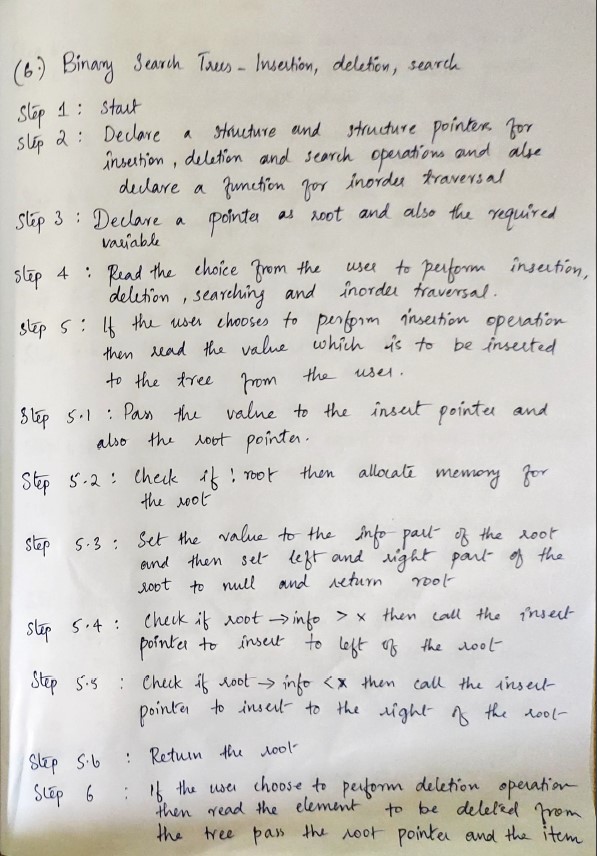 (6.) Binary Search Trees - Insertion, deletion, search
Step 1 : Start
Step 2 : Declare a structure and structure pointers for
insertion, deletion and search operations and also
declare a function for inorder traversal
Step 3 : Declare a pointer as root and also the required
variable
Step 4 : Read the choice from the user to perform insertion,
deletion, searching and inorder traversal.
Step 5 : If the user chooses to perform insertion operation
then read the value which is to be inserted
to the tree from the user.
Step 5.1 : Pass the value to the insert pointer and
also the root pointer.
Step 5.2 : Check if ! root then allocate memory for
the root
Step 5.3 : Set the value to the info part of the root
and then set left and right part of the
root to null and return root
Step 5.4 : Check if root → info > x then call the insert
pointer to insert to left of the root
Step 5.5 : Check if root → info < x then call the insert
pointer to insert to the right of the root
Step 5.6 : Return the root
Step 6 : If the user choose to perform deletion operation
then read the element to be deleted from
the tree pass the root pointer and the item